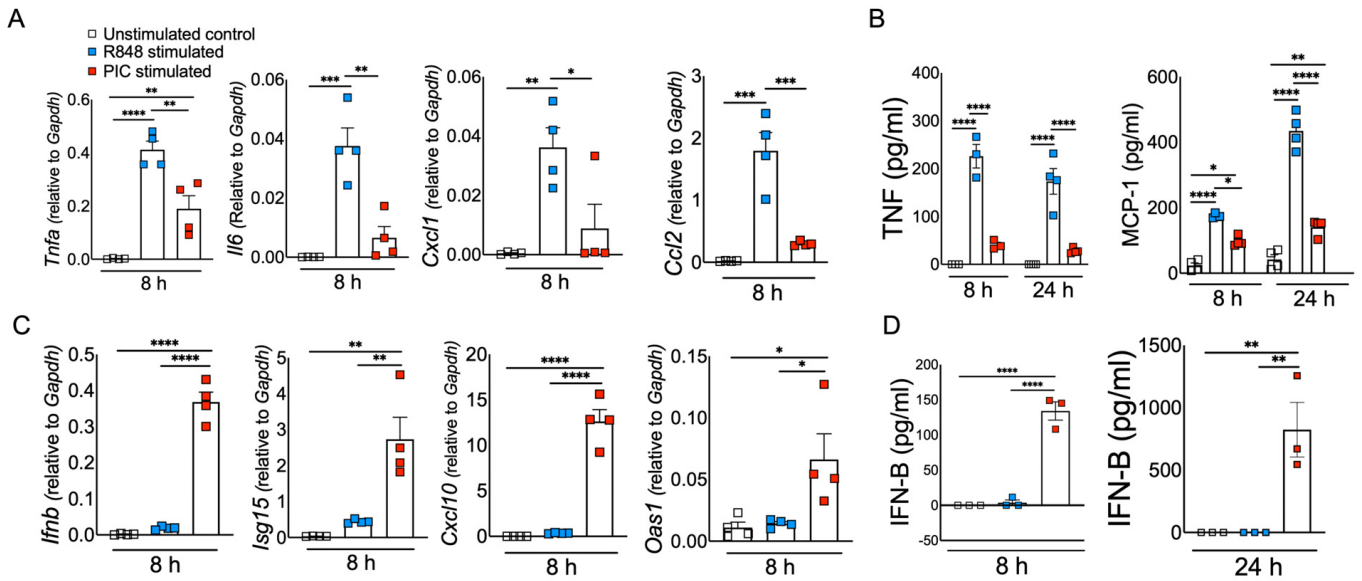 A
Unstimulated control
R848 stimulated
PIC stimulated
Tnfa (relative to Gapdh)
0.6
0.4
0.2
0.0
****
**
**
8 h
Il6 (Relative to Gapdh)
0.06
0.04
0.02
0.00
***
**
8 h
Cxcl1 (relative to Gapdh)
0.06
0.04
0.02
0.00
**
*
8 h
Ccl2 (relative to Gapdh)
3
2
1
0
***
***
8 h
B
TNF (pg/ml)
400
300
200
100
0
****
****
****
****
8 h
24 h
MCP-1 (pg/ml)
600
400
200
0
*
****
*
**
****
****
8 h
24 h
C
Ifnb (relative to Gapdh)
0.5
0.4
0.3
0.2
0.1
0.0
****
****
8 h
Isg15 (relative to Gapdh)
5
4
3
2
1
0
**
**
8 h
Cxcl10 (relative to Gapdh)
20
15
10
5
0
****
****
8 h
Oas1 (relative to Gapdh)
0.15
0.10
0.05
0.00
*
*
8 h
D
IFN-B (pg/ml)
200
150
100
50
0
-50
****
****
8 h
IFN-B (pg/ml)
1500
1000
500
0
**
**
24 h